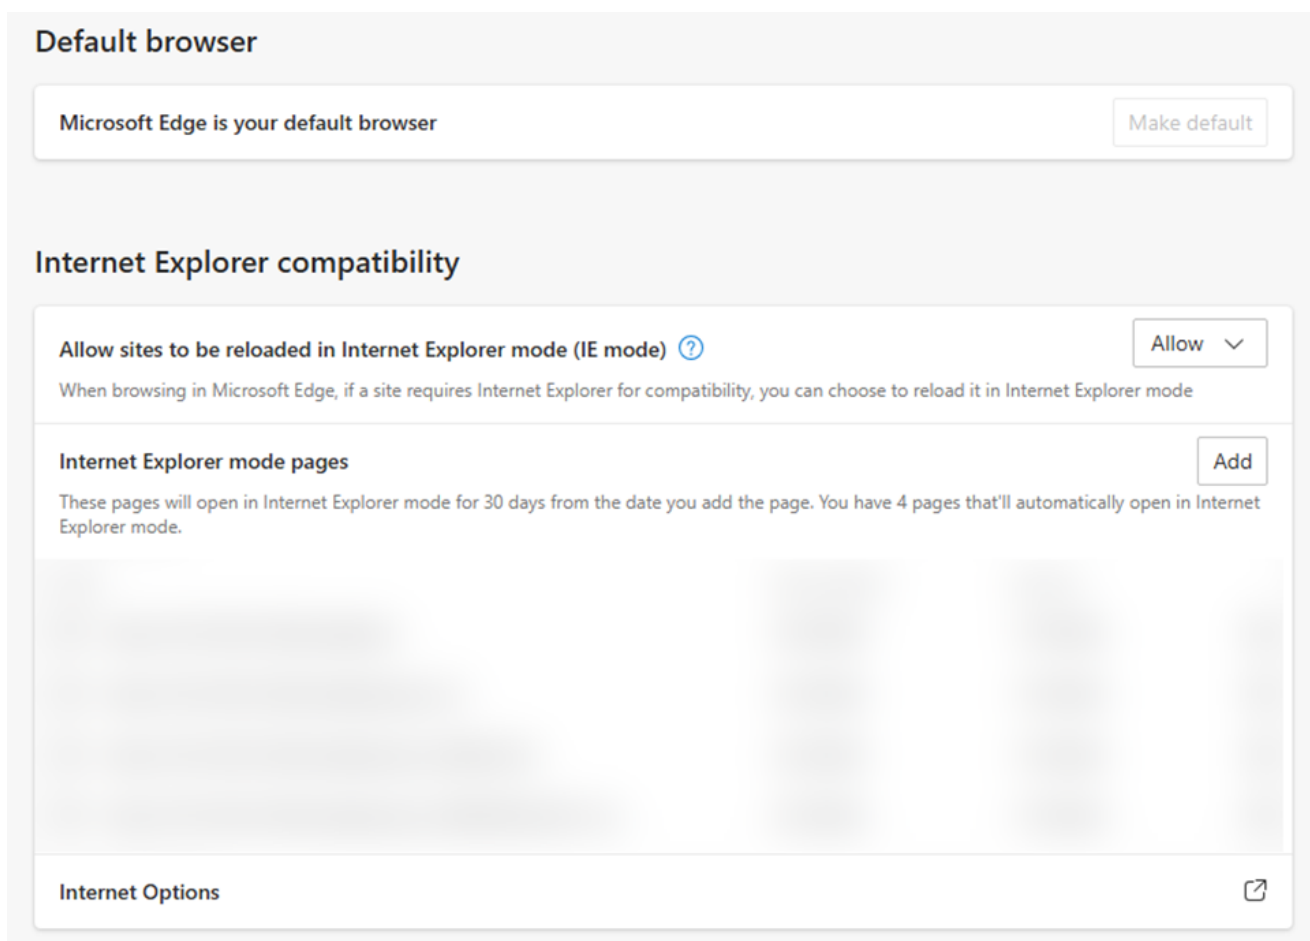 Default browser
Microsoft Edge is your default browser
Make default
Internet Explorer compatibility
Allow sites to be reloaded in Internet Explorer mode (IE mode)
Allow
When browsing in Microsoft Edge, if a site requires Internet Explorer for compatibility, you can choose to reload it in Internet Explorer mode
Internet Explorer mode pages
Add
These pages will open in Internet Explorer mode for 30 days from the date you add the page. You have 4 pages that'll automatically open in Internet
Explorer mode.
Internet Options